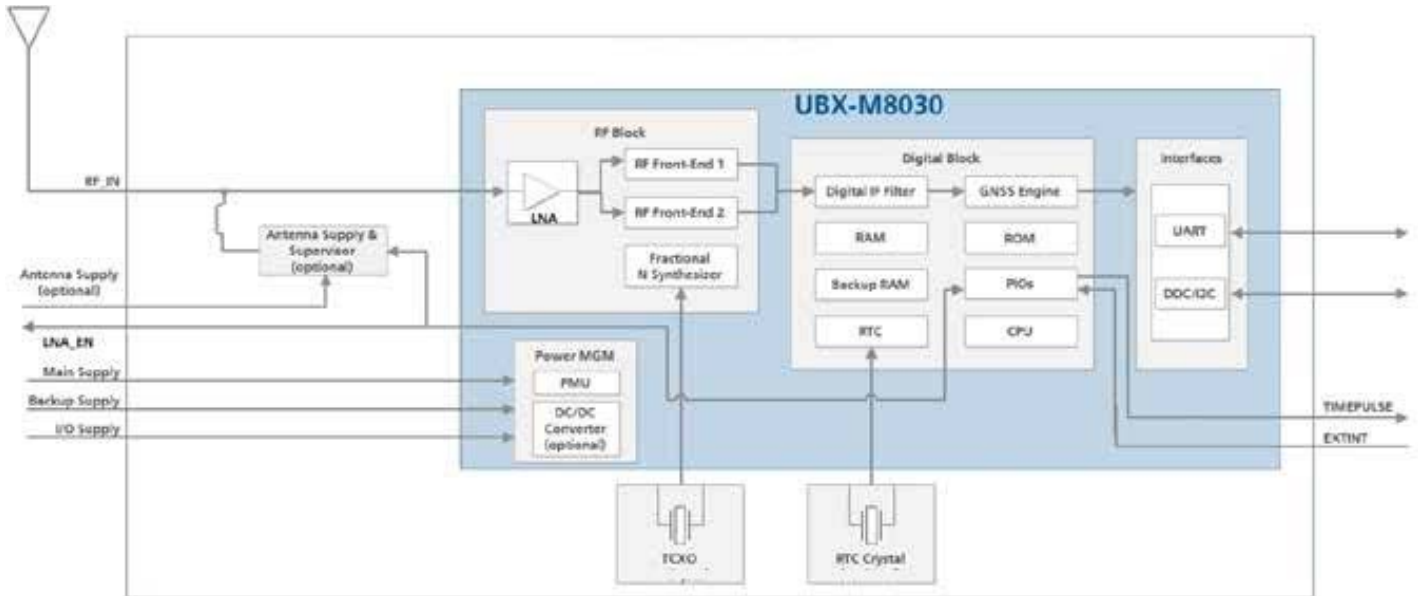 UBX-M8030
RF Block
RF Front-End 1
RF Front-End 2
LNA
Fractional
N Synthesizer
Digital Block
Digital IF Filter
GNSS Engine
RAM
ROM
Backup RAM
PIOs
RTC
CPU
Interfaces
UART
DDC/I2C
RF_IN
Antenna Supply &
Supervisor
(optional)
Antenna Supply
(optional)
LNA_EN
Main Supply
Backup Supply
I/O Supply
Power MGM
PMU
DC/DC
Converter
(optional)
TIMEPULSE
EXTINT
TCXO
RTC Crystal